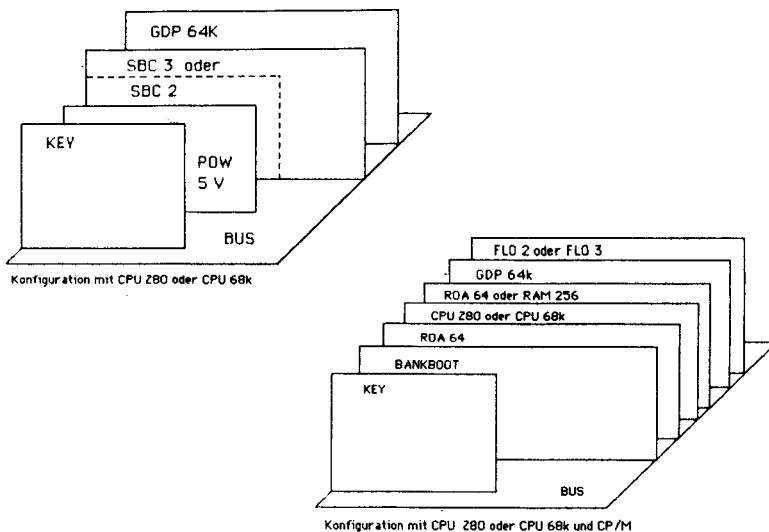 GDP 64K
SBC 3 oder
SBC 2
KEY
POW
5 V
BUS
Konfiguration mit CPU Z80 oder CPU 68k
FLO 2 oder FLO 3
GDP 64k
ROA 64 oder RAM 256
CPU Z80 oder CPU 68k
ROA 64
BANKBOOT
KEY
BUS
Konfiguration mit CPU Z80 oder CPU 68k und CP/M